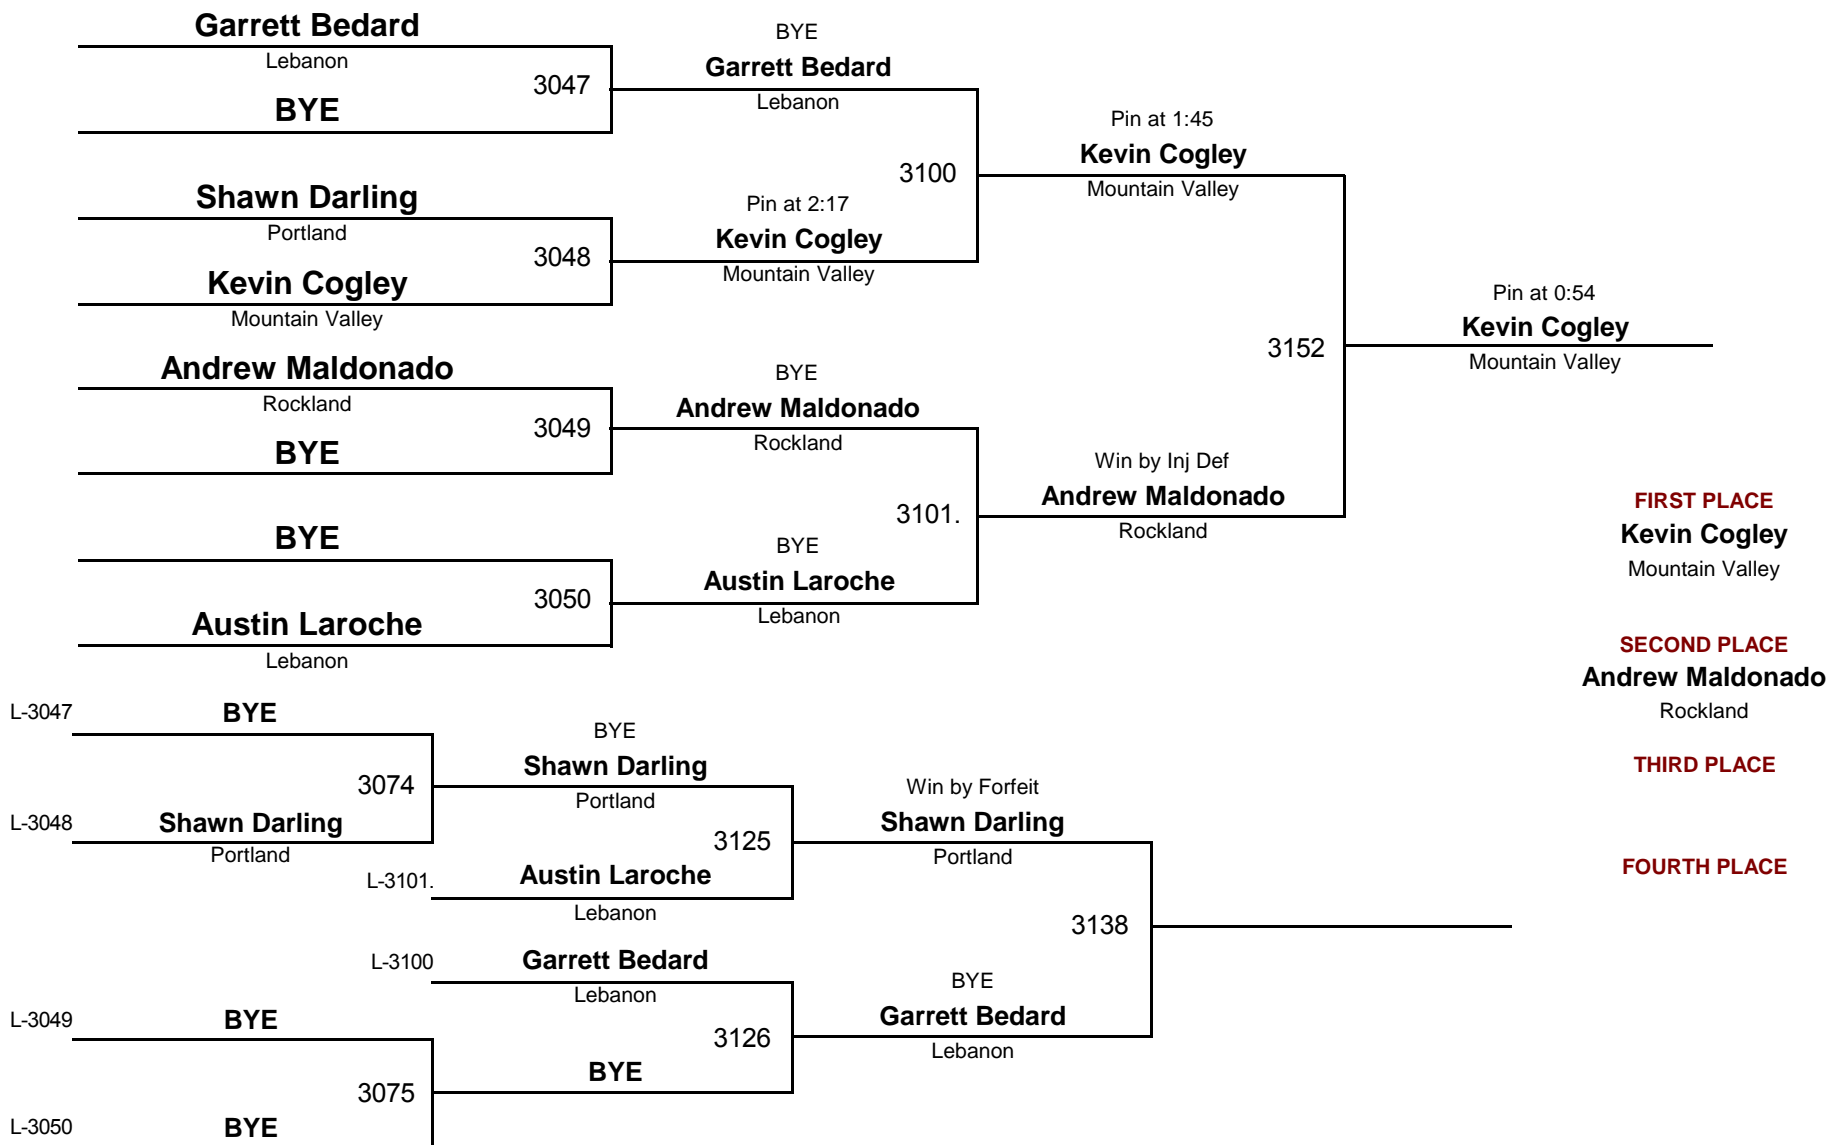 Garrett Bedard
Lebanon
3047
BYE
BYE
Garrett Bedard
Lebanon
Shawn Darling
Portland
3048
Kevin Cogley
Mountain Valley
Pin at 2:17
Kevin Cogley
Mountain Valley
3100
Pin at 1:45
Kevin Cogley
Mountain Valley
Andrew Maldonado
Rockland
3049
BYE
BYE
Andrew Maldonado
Rockland
BYE
3050
Austin Laroche
Lebanon
BYE
Austin Laroche
Lebanon
3101.
Win by Inj Def
Andrew Maldonado
Rockland
3152
Pin at 0:54
Kevin Cogley
Mountain Valley
FIRST PLACE
Kevin Cogley
Mountain Valley
SECOND PLACE
Andrew Maldonado
Rockland
THIRD PLACE
FOURTH PLACE
L-3047
BYE
3074
L-3048
Shawn Darling
Portland
BYE
Shawn Darling
Portland
3125
L-3101.
Austin Laroche
Lebanon
Win by Forfeit
Shawn Darling
Portland
3138
L-3100
Garrett Bedard
Lebanon
3126
BYE
BYE
Garrett Bedard
Lebanon
L-3049
BYE
3075
L-3050
BYE